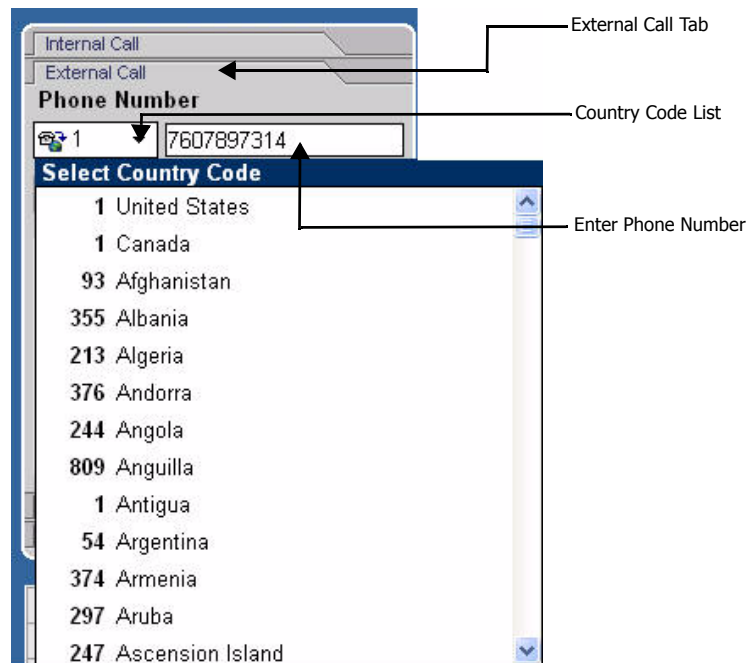 External Call Tab
Internal Call
External Call
Phone Number
Country Code List
1
7607897314
Select Country Code
1 United States
Enter Phone Number
1 Canada
93 Afghanistan
355 Albania
213 Algeria
376 Andorra
244 Angola
809 Anguilla
1 Antigua
54 Argentina
374 Armenia
297 Aruba
247 Ascension Island